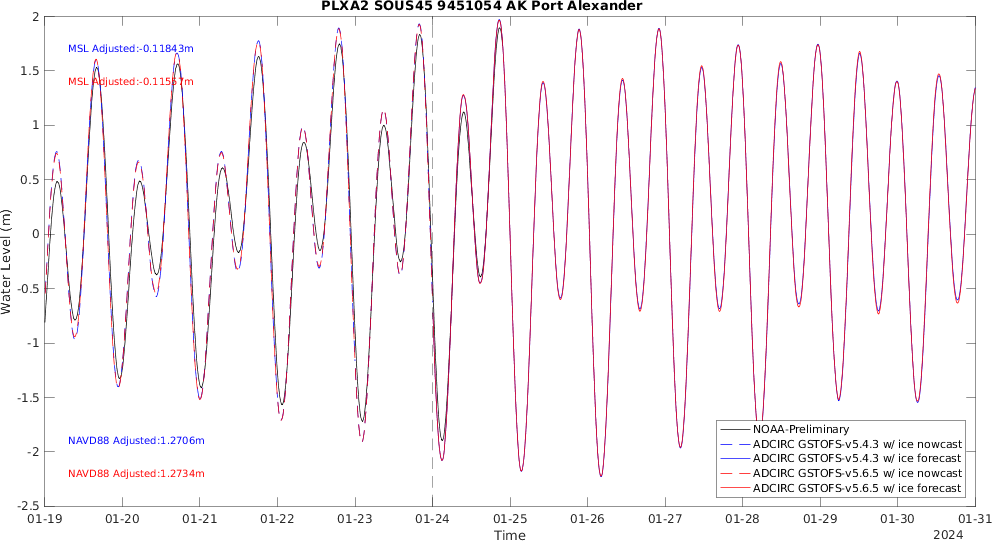 PLXA2 SOUS45 9451054 AK Port Alexander
Water Level (m)
2
1.5
1
0.5
0
-0.5
-1
-1.5
-2
-2.5
MSL Adjusted:-0.11843m
MSL Adjusted:-0.11557m
NAVD88 Adjusted:1.2706m
NAVD88 Adjusted:1.2734m
NOAA-Preliminary
ADCIRC GSTOFS-v5.4.3 w/ ice nowcast
ADCIRC GSTOFS-v5.4.3 w/ ice forecast
ADCIRC GSTOFS-v5.6.5 w/ ice nowcast
ADCIRC GSTOFS-v5.6.5 w/ ice forecast
01-19 01-20 01-21 01-22 01-23 01-24 01-25 01-26 01-27 01-28 01-29 01-30 01-31
Time
2024